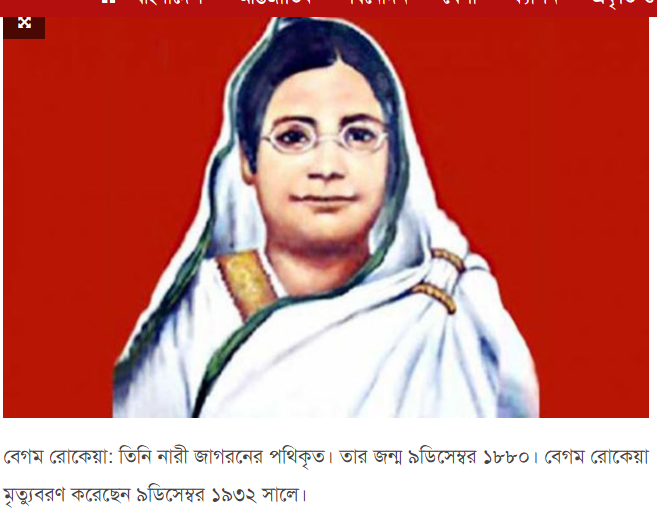 বেগম রোকেয়া: তিনি নারী জাগরনের পথিকৃত। তার জন্ম ৯ডিসেম্বর ১৮৮০। বেগম রোকেয়া
মৃত্যুবরণ করেছেন ৯ডিসেম্বর ১৯৩২ সালে।